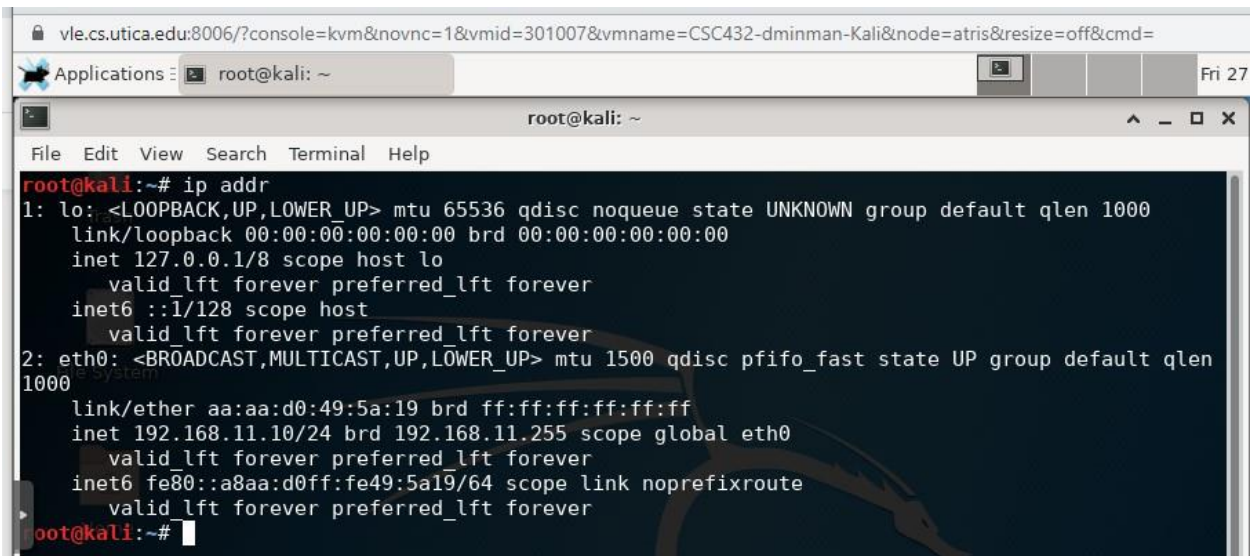 vle.cs.utica.edu:8006/?console=kvm&novnc=1&vmid=301007&vmname=CSC432-dminman-Kali&node=atris&resize=off&cmd=
Applications root@kali: ~ Fri 27
root@kali: ~
File Edit View Search Terminal Help
root@kali:~# ip addr
1: lo: <LOOPBACK,UP,LOWER_UP> mtu 65536 qdisc noqueue state UNKNOWN group default qlen 1000
    link/loopback 00:00:00:00:00:00 brd 00:00:00:00:00:00
    inet 127.0.0.1/8 scope host lo
       valid_lft forever preferred_lft forever
    inet6 ::1/128 scope host
       valid_lft forever preferred_lft forever
2: eth0: <BROADCAST,MULTICAST,UP,LOWER_UP> mtu 1500 qdisc pfifo_fast state UP group default qlen
1000
    link/ether aa:aa:d0:49:5a:19 brd ff:ff:ff:ff:ff:ff
    inet 192.168.11.10/24 brd 192.168.11.255 scope global eth0
       valid_lft forever preferred_lft forever
    inet6 fe80::a8aa:d0ff:fe49:5a19/64 scope link noprefixroute
       valid_lft forever preferred_lft forever
root@kali:~#